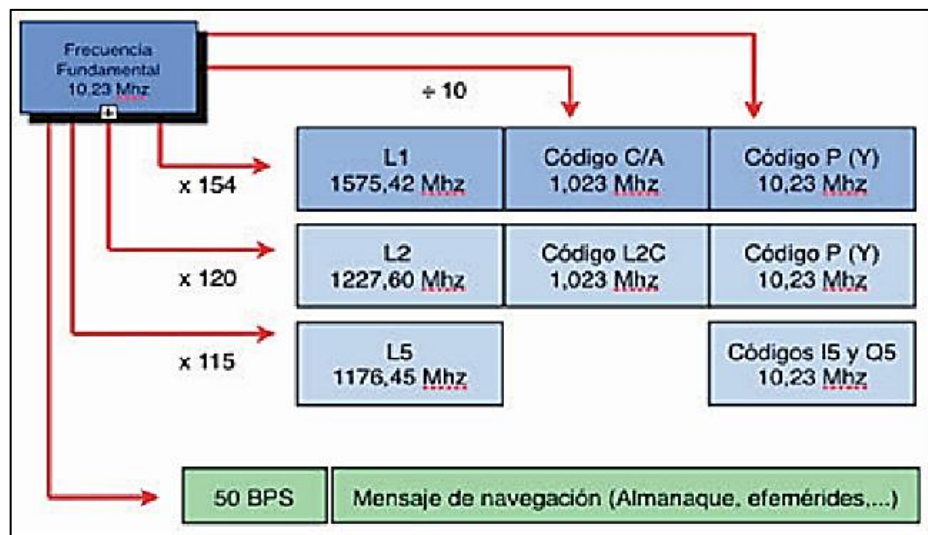 Frecuencia
Fundamental
10,23 Mhz
÷ 10
x 154
L1
1575,42 Mhz
Código C/A
1,023 Mhz
Código P (Y)
10,23 Mhz
x 120
L2
1227,60 Mhz
Código L2C
1,023 Mhz
Código P (Y)
10,23 Mhz
x 115
L5
1176,45 Mhz
Códigos I5 y Q5
10,23 Mhz
50 BPS
Mensaje de navegación (Almanaque, efemérides,...)